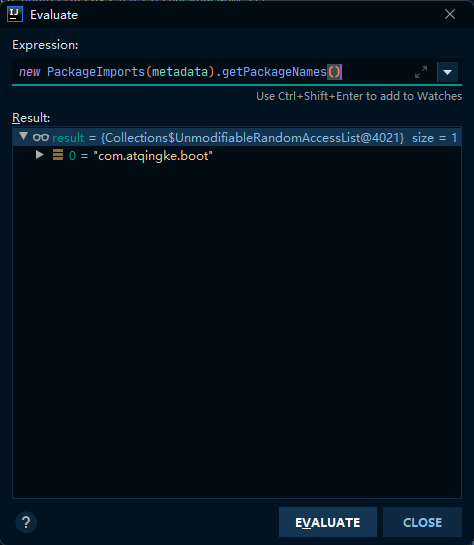 IJ Evaluate
Expression:
new PackageImports(metadata).getPackageNames()
Use Ctrl+Shift+Enter to add to Watches
Result:
result = {Collections$UnmodifiableRandomAccessList@4021} size = 1
0 = "com.atqingke.boot"
? EVALUATE CLOSE